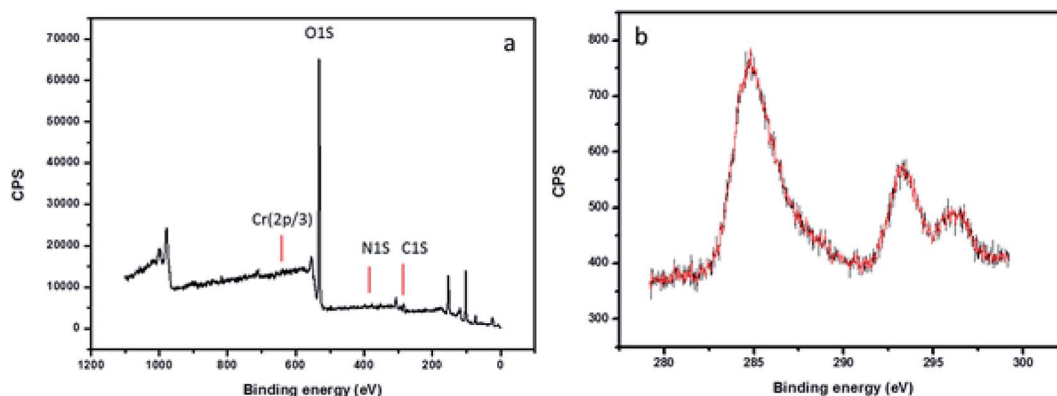 O1S
a
70000
60000
50000
40000
30000
20000
10000
0
CPS
Cr(2p/3)
N1S
C1S
1200 1000 800 600 400 200 0
Binding energy (eV)
b
800
700
600
500
400
300
CPS
280 285 290 295 300
Binding energy (eV)